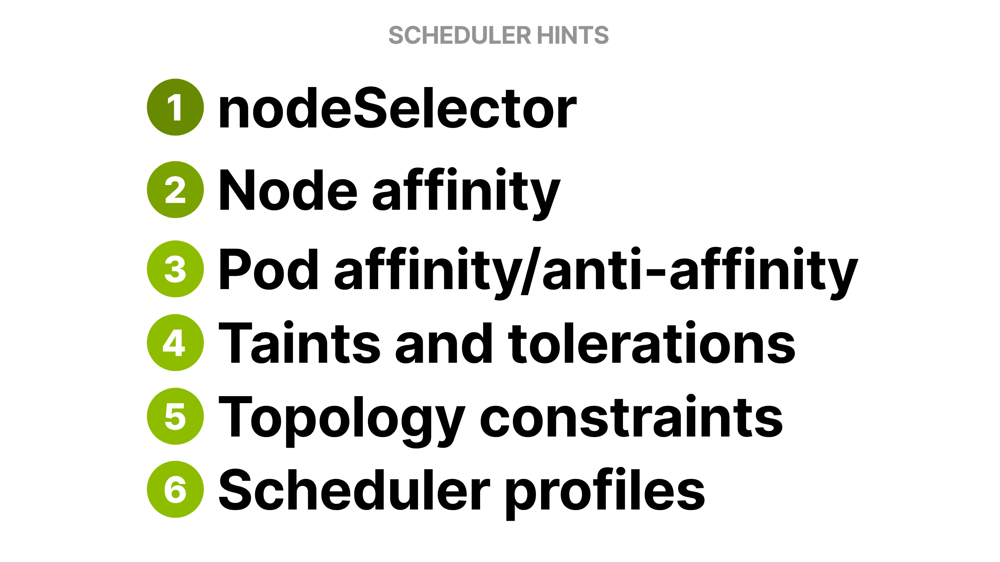 SCHEDULER HINTS
1 nodeSelector
2 Node affinity
3 Pod affinity/anti-affinity
4 Taints and tolerations
5 Topology constraints
6 Scheduler profiles